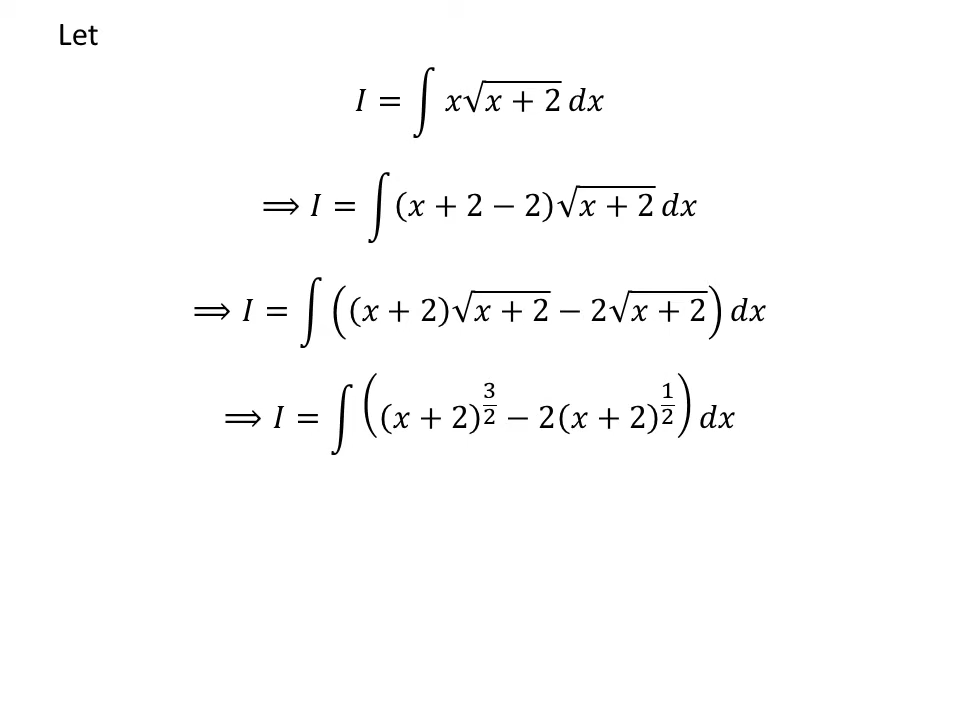 Let
𝐼 = ∫ 𝑥√(𝑥 + 2) 𝑑𝑥
⟹ 𝐼 = ∫(𝑥 + 2 − 2)√(𝑥 + 2) 𝑑𝑥
⟹ 𝐼 = ∫((𝑥 + 2)√(𝑥 + 2) − 2√(𝑥 + 2)) 𝑑𝑥
⟹ 𝐼 = ∫((𝑥 + 2)^(3/2) − 2(𝑥 + 2)^(1/2)) 𝑑𝑥